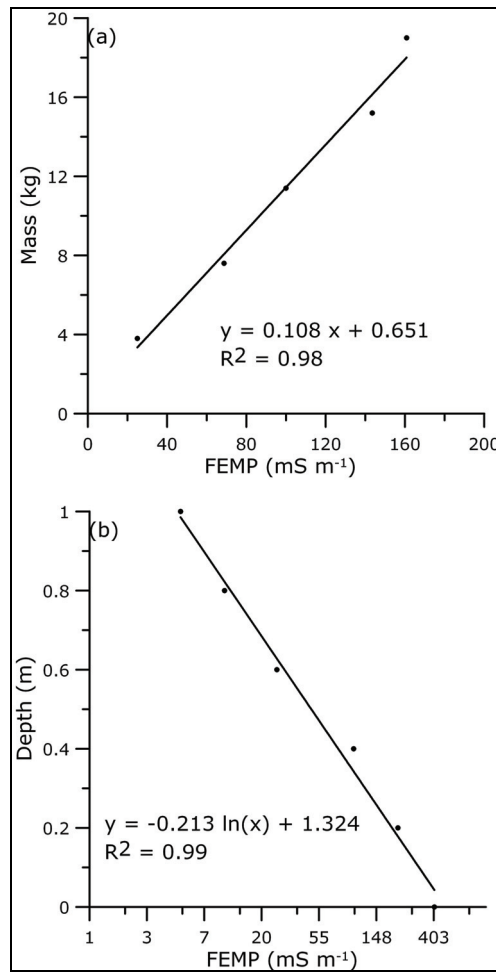 20
(a)
16
12
8
4
0
Mass (kg)
y = 0.108 x + 0.651
R² = 0.98
0 40 80 120 160 200
FEMP (mS m⁻¹)
1
(b)
0.8
0.6
0.4
0.2
0
Depth (m)
y = -0.213 ln(x) + 1.324
R² = 0.99
1 3 7 20 55 148 403
FEMP (mS m⁻¹)